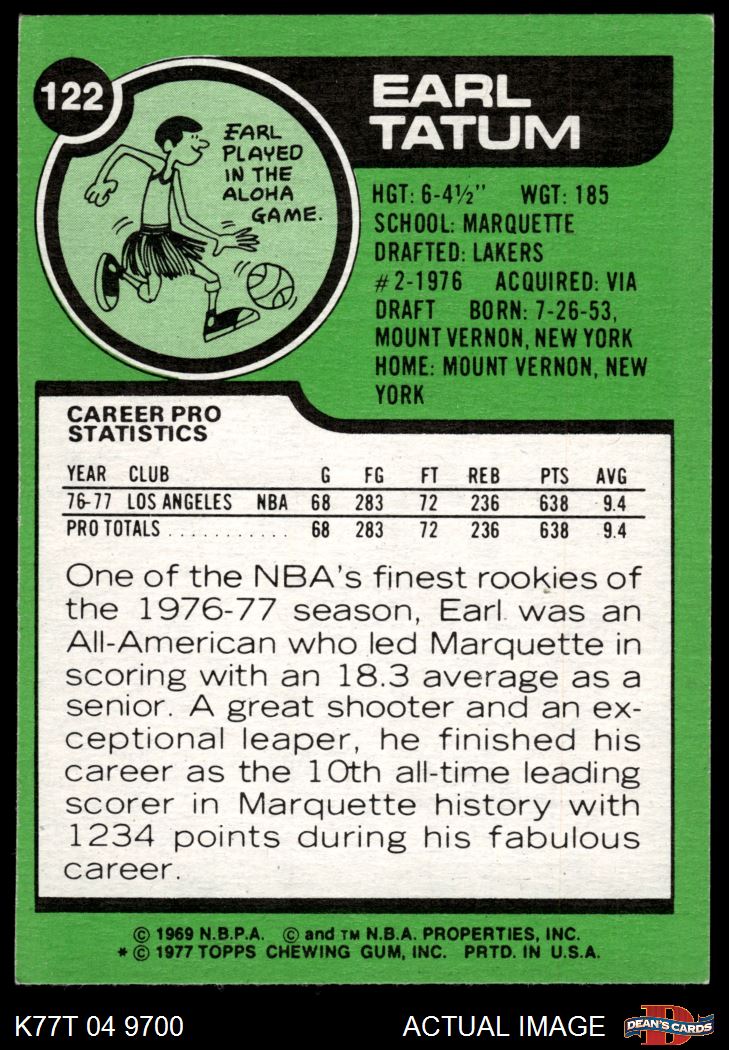 122
EARL
TATUM
EARL
PLAYED
IN THE
ALOHA
GAME.
HGT: 6-4½" WGT: 185
SCHOOL: MARQUETTE
DRAFTED: LAKERS
#2-1976 ACQUIRED: VIA
DRAFT BORN: 7-26-53,
MOUNT VERNON, NEW YORK
HOME: MOUNT VERNON, NEW
YORK
CAREER PRO
STATISTICS
YEAR CLUB G FG FT REB PTS AVG
76-77 LOS ANGELES NBA 68 283 72 236 638 9.4
PRO TOTALS . . . . . . . . . . . 68 283 72 236 638 9.4
One of the NBA's finest rookies of
the 1976-77 season, Earl was an
All-American who led Marquette in
scoring with an 18.3 average as a
senior. A great shooter and an ex-
ceptional leaper, he finished his
career as the 10th all-time leading
scorer in Marquette history with
1234 points during his fabulous
career.
© 1969 N.B.P.A. © and TM N.B.A. PROPERTIES, INC.
* © 1977 TOPPS CHEWING GUM, INC. PRTD. IN U.S.A.
K77T 04 9700 ACTUAL IMAGE
D
DEAN'S CARDS